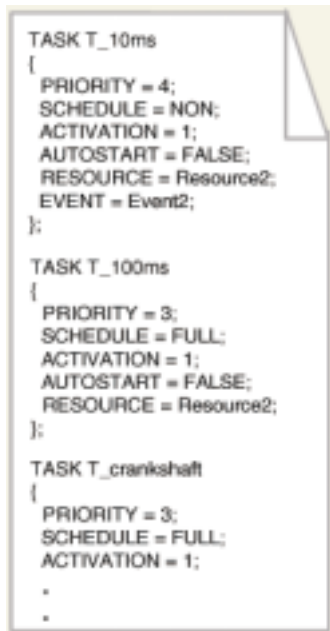 TASK T_10ms
{
PRIORITY = 4;
SCHEDULE = NON;
ACTIVATION = 1;
AUTOSTART = FALSE;
RESOURCE = Resource2;
EVENT = Event2;
};
TASK T_100ms
{
PRIORITY = 3;
SCHEDULE = FULL;
ACTIVATION = 1;
AUTOSTART = FALSE;
RESOURCE = Resource2;
};
TASK T_crankshaft
{
PRIORITY = 3;
SCHEDULE = FULL;
ACTIVATION = 1;
.
.